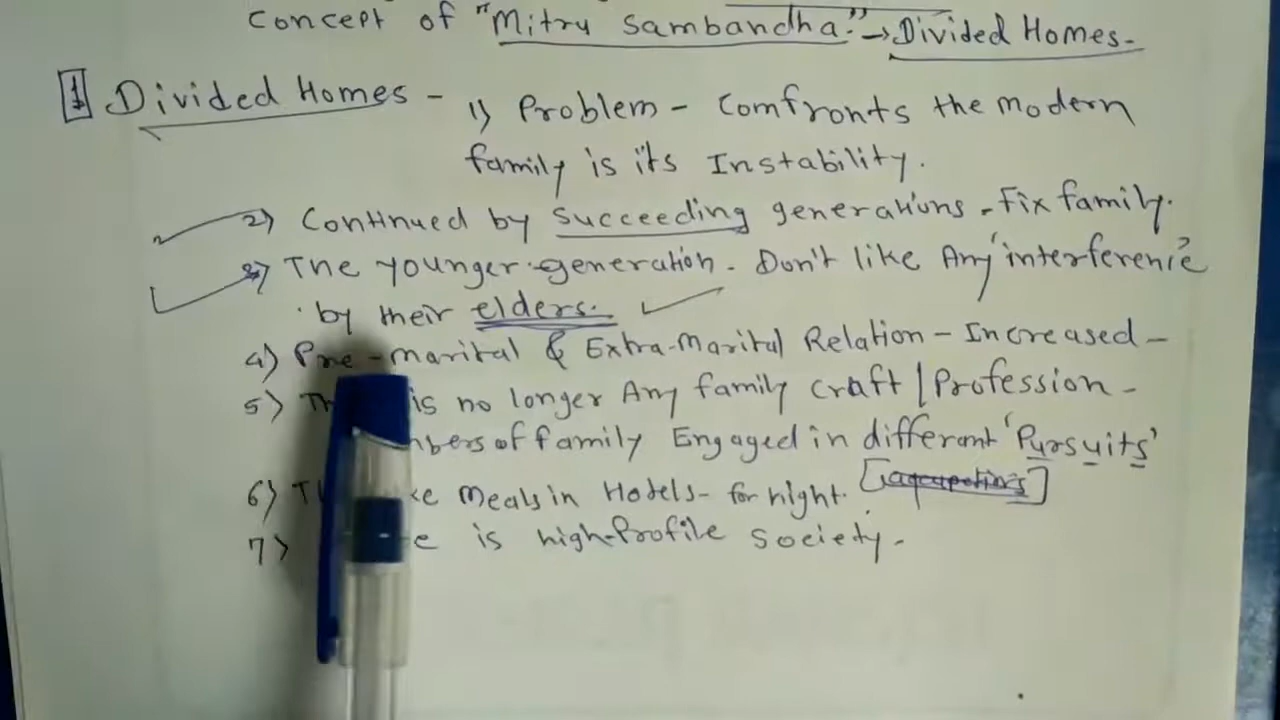 Concept of "Mitru Sambandha." → Divided Homes -
1 Divided Homes - 1) Problem - Comfronts the modern
family is its Instability.
2) Continued by Succeeding generations - Fix family.
3) The younger generation - Don't like Any 'interference'
by their elders.
4) Pre-marital & Extra-Marital Relation - Increased -
5) is no longer Any family craft / Profession -
of family Engaged in different 'Pursuits'
6) Meals in Hotels - for night.
7) is high-Profile Society -